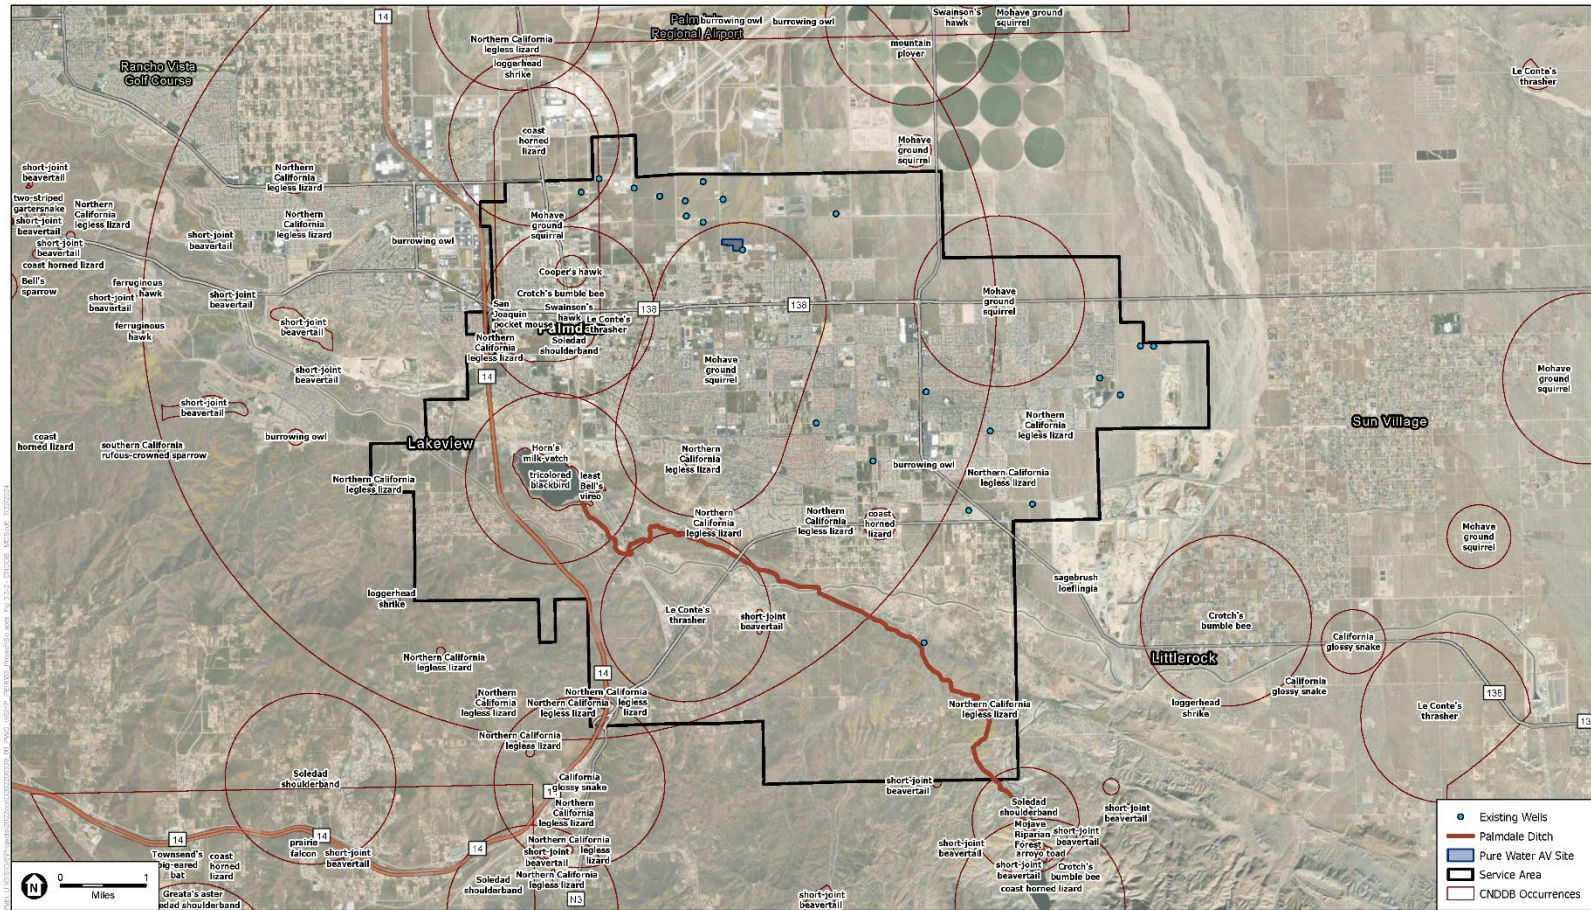 14
Palmdale
Regional Airport
burrowing owl
burrowing owl
Swainson's
hawk
Mohave ground
squirrel
Northern California
legless lizard
loggerhead
shrike
mountain
plover
Rancho Vista
Golf Course
Le Conte's
thrasher
coast
horned
lizard
Mohave
ground
squirrel
short-joint
beavertail
Northern
California
legless lizard
two-striped
gartersnake
short-joint
beavertail
Northern
California
legless lizard
Northern
California
legless lizard
short-joint
beavertail
short-joint
beavertail
coast horned lizard
burrowing owl
Mohave
ground
squirrel
Bell's
sparrow
ferruginous
hawk
short-joint
beavertail
short-joint
beavertail
ferruginous
hawk
Cooper's hawk
Crotch's bumble bee
San
Joaquin
pocket mouse
Swainson's
hawk
Le Conte's
thrasher
138
138
Mohave
ground
squirrel
short-joint
beavertail
Northern
California
legless lizard
Soledad
shoulderband
Mohave
ground
squirrel
short-joint
beavertail
14
Mohave
ground
squirrel
short-joint
beavertail
coast
horned lizard
southern California
rufous-crowned sparrow
burrowing owl
Lakeview
Northern
California
legless lizard
Sun Village
Horn's
milk-vetch
tricolored
blackbird
least
Bell's
vireo
Northern
California
legless lizard
burrowing owl
Northern California
legless lizard
Northern California
legless lizard
Northern
California
legless lizard
Northern
California
legless lizard
coast
horned
lizard
Mohave
ground
squirrel
sagebrush
loeflingia
loggerhead
shrike
Le Conte's
thrasher
short-joint
beavertail
Crotch's
bumble bee
California
glossy snake
Northern California
legless lizard
Littlerock
14
California
glossy snake
138
13
Northern
California
legless lizard
Northern California
legless lizard
Northern California
legless
lizard
Northern California
legless lizard
loggerhead
shrike
Le Conte's
thrasher
Northern California
legless lizard
Soledad
shoulderband
California
glossy snake
short-joint
beavertail
Northern
California
legless lizard
Soledad
shoulderband
short-joint
beavertail
Mojave
Riparian
Forest
short-joint
beavertail
arroyo toad
short-joint
beavertail
short-joint
beavertail
Crotch's
bumble bee
coast horned lizard
14
14
14
prairie
falcon
short-joint
beavertail
Townsend's
big-eared
bat
coast
horned
lizard
Northern California
legless
lizard
short-joint
beavertail
Northern California
legless lizard
Soledad
shoulderband
N3
Greata's aster
short-joint
beavertail
N
0 1
Miles
Existing Wells
Palmdale Ditch
Pure Water AV Site
Service Area
CNDDB Occurrences